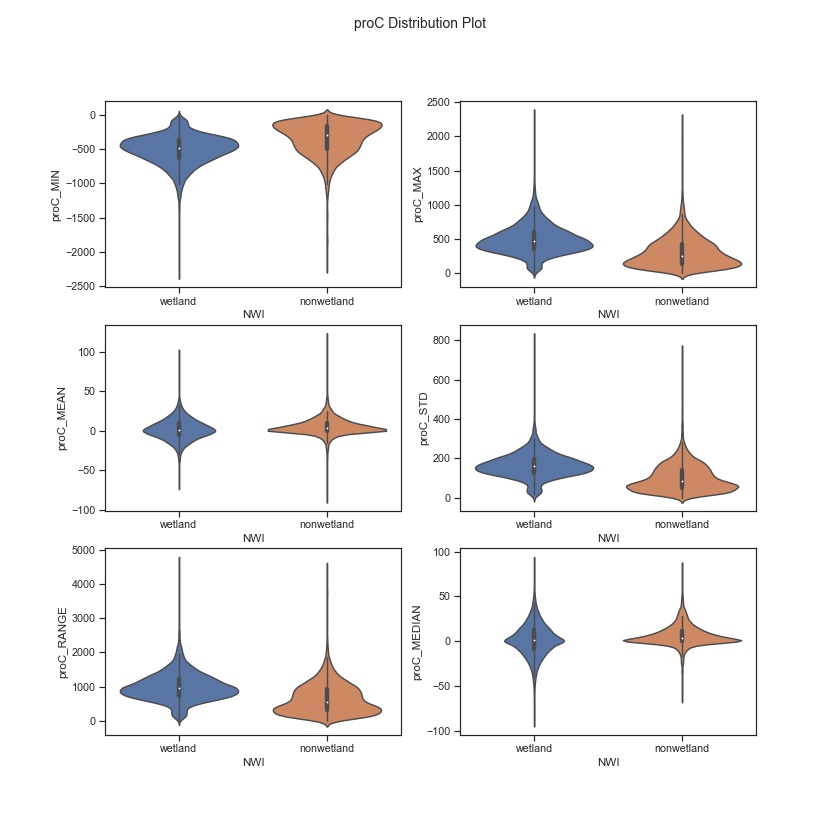 proC Distribution Plot
proC_MIN
0
−500
−1000
−1500
−2000
−2500
wetland
nonwetland
NWI
proC_MAX
2500
2000
1500
1000
500
0
wetland
nonwetland
NWI
proC_MEAN
100
50
0
−50
−100
wetland
nonwetland
NWI
proC_STD
800
600
400
200
0
wetland
nonwetland
NWI
proC_RANGE
5000
4000
3000
2000
1000
0
wetland
nonwetland
NWI
proC_MEDIAN
100
50
0
−50
−100
wetland
nonwetland
NWI